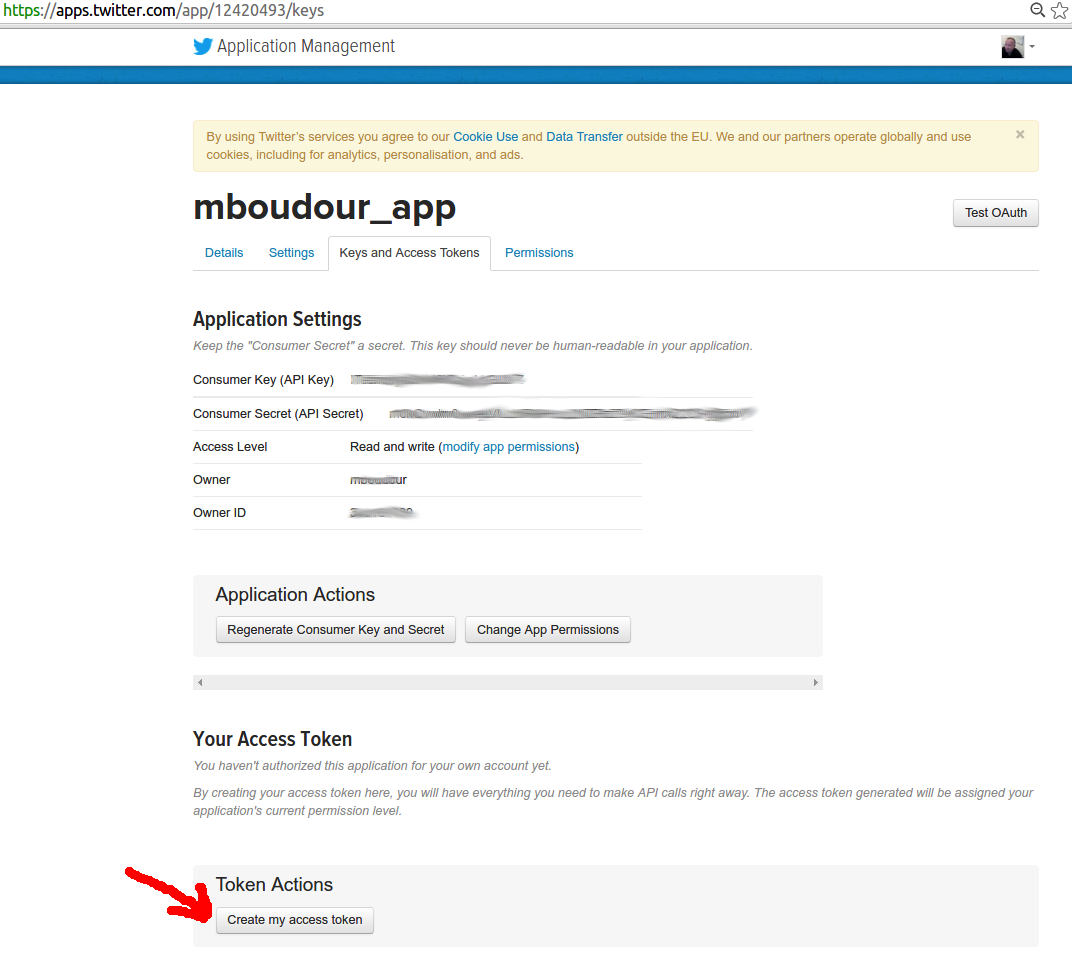 https://apps.twitter.com/app/12420493/keys
Application Management
By using Twitter's services you agree to our Cookie Use and Data Transfer outside the EU. We and our partners operate globally and use
cookies, including for analytics, personalisation, and ads.
×
mboudour_app
Test OAuth
Details Settings Keys and Access Tokens Permissions
Application Settings
Keep the "Consumer Secret" a secret. This key should never be human-readable in your application.
Consumer Key (API Key)
Consumer Secret (API Secret)
Access Level Read and write (modify app permissions)
Owner
Owner ID
Application Actions
Regenerate Consumer Key and Secret Change App Permissions
Your Access Token
You haven't authorized this application for your own account yet.
By creating your access token here, you will have everything you need to make API calls right away. The access token generated will be assigned your
application's current permission level.
Token Actions
Create my access token